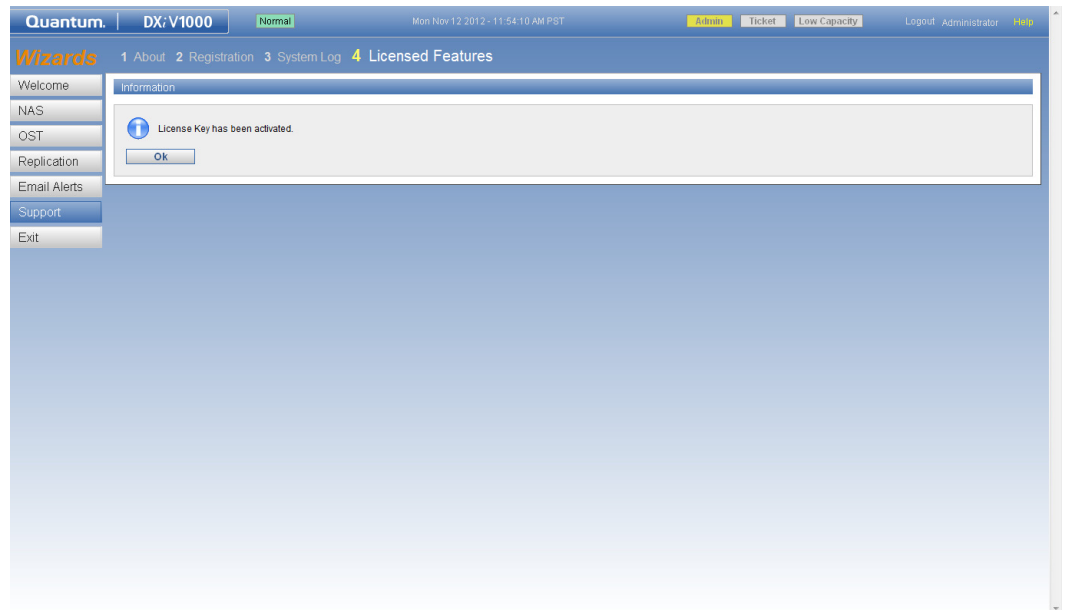 Quantum. DXi V1000 Normal Mon Nov 12 2012 - 11:54:10 AM PST Admin Ticket Low Capacity Logout Administrator Help
Wizards 1 About 2 Registration 3 System Log 4 Licensed Features
Welcome
Information
NAS
License Key has been activated.
OST
Ok
Replication
Email Alerts
Support
Exit